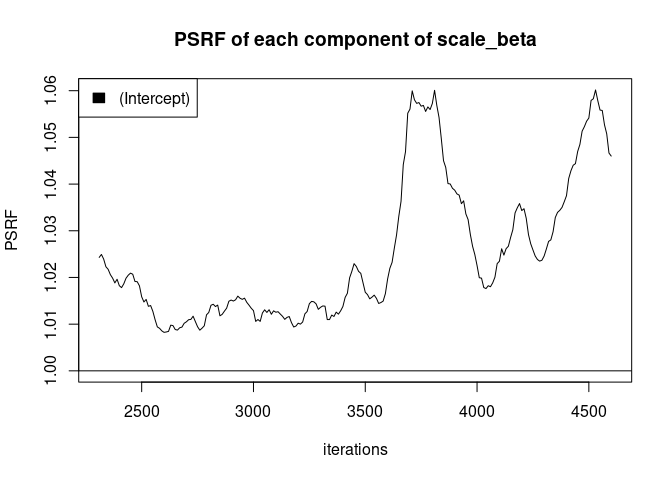 PSRF of each component of scale_beta
(Intercept)
PSRF
1.06
1.05
1.04
1.03
1.02
1.01
1.00
2500 3000 3500 4000 4500
iterations